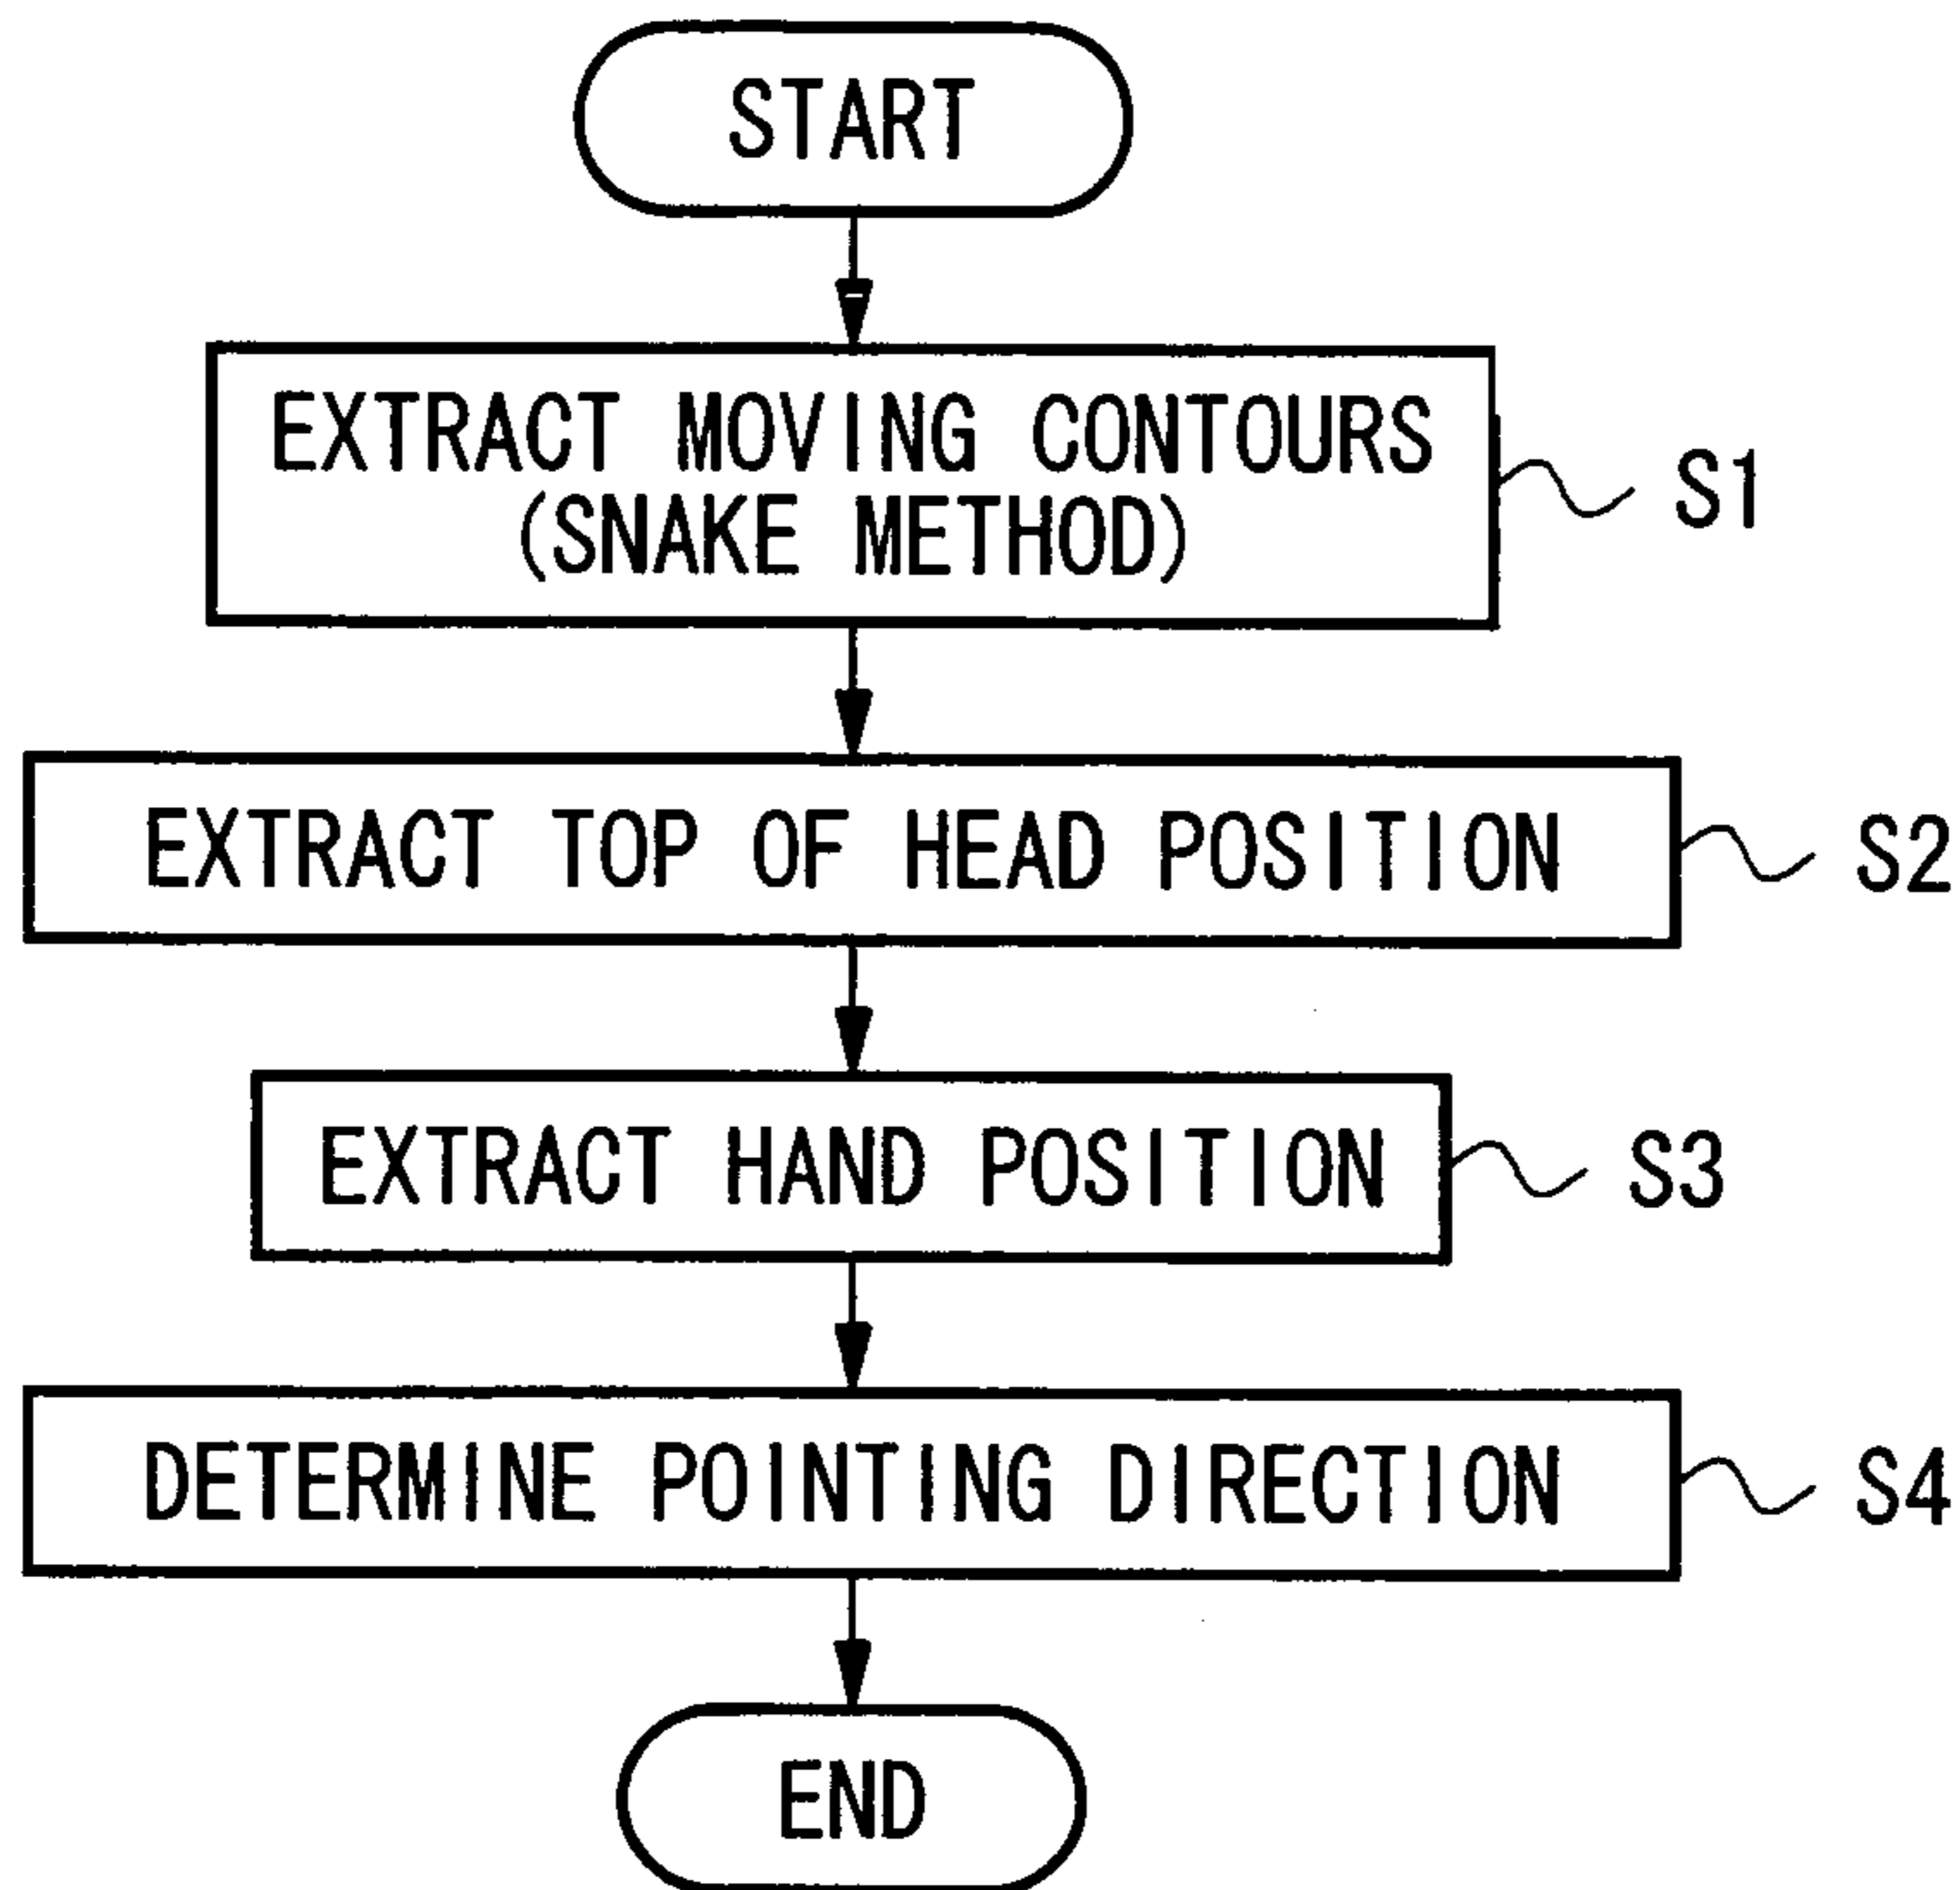 START
EXTRACT MOVING CONTOURS
(SNAKE METHOD)
S1
EXTRACT TOP OF HEAD POSITION
S2
EXTRACT HAND POSITION
S3
DETERMINE POINTING DIRECTION
S4
END